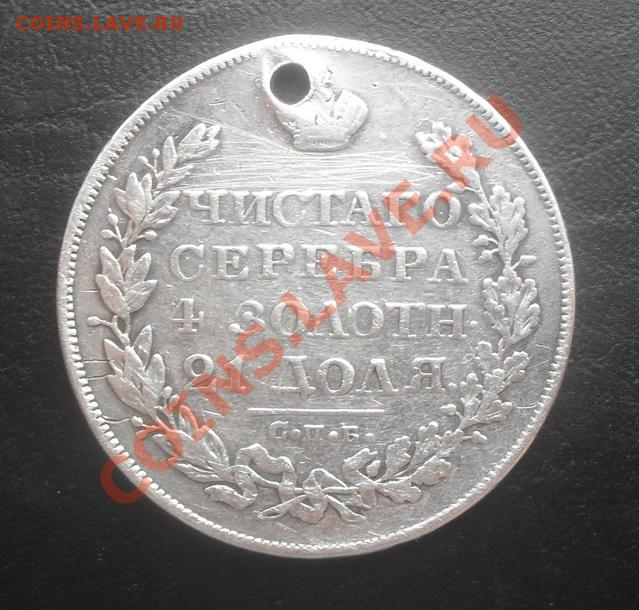 COINS.LAVE.RU
ЧИСТАГО
СЕРЕБРА
4 ЗОЛОТН.
21 ДОЛЯ.
С.П.Б.
COINS.LAVE.RU